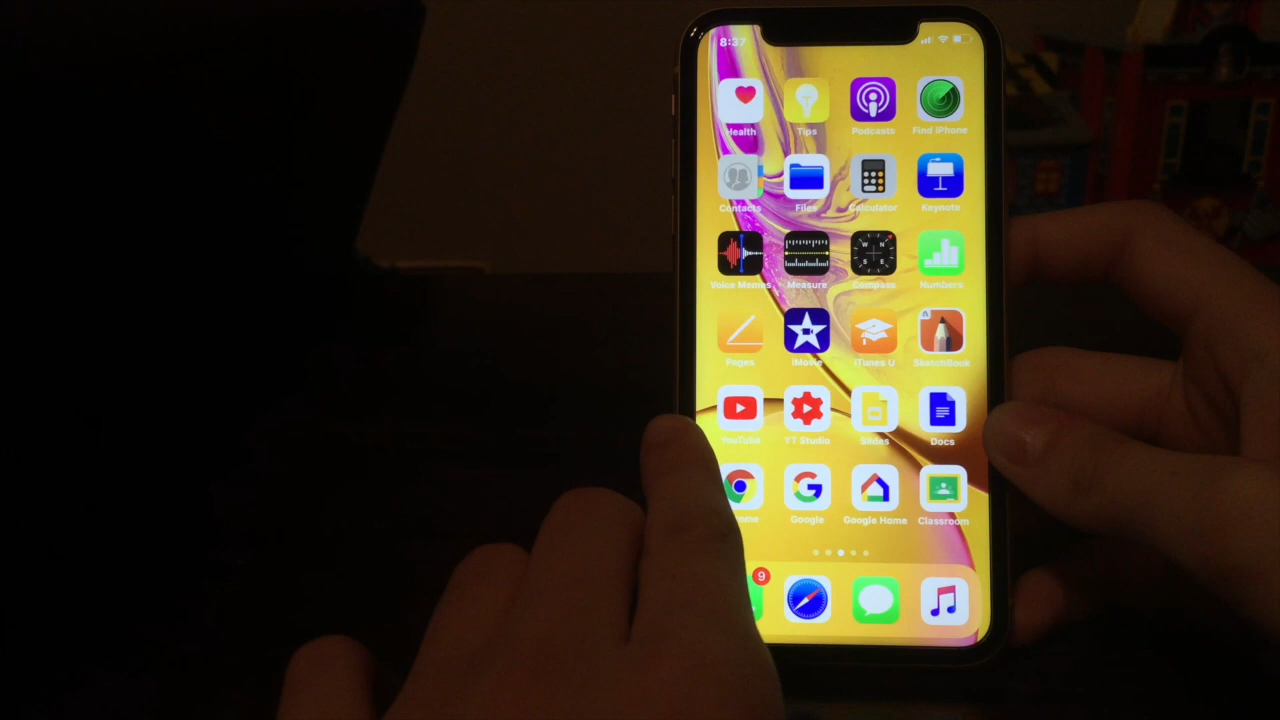 8:37
Health Tips Podcasts Find iPhone
Contacts Files Calculator Keynote
W N
S E
Voice Memos Measure Compass Numbers
A
Pages iMovie iTunes U SketchBook
YouTube YT Studio Slides Docs
ome Google Google Home Classroom
9